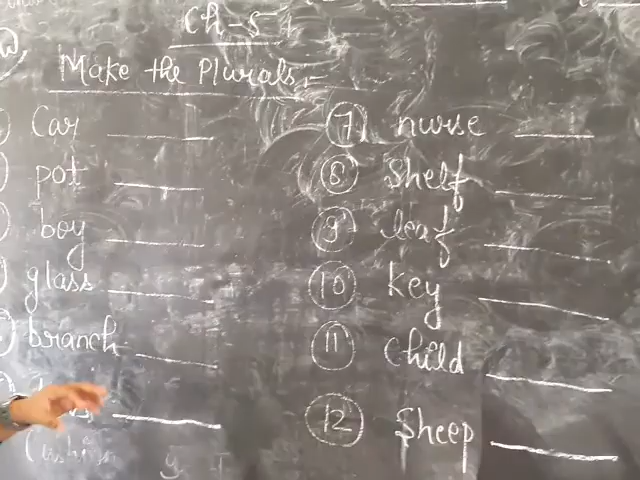 Ch-5
Make the Plurals,-
Car
pot
boy
glass
branch
7 nurse
8 Shelf
9 leaf
10 key
11 child
12 Sheep